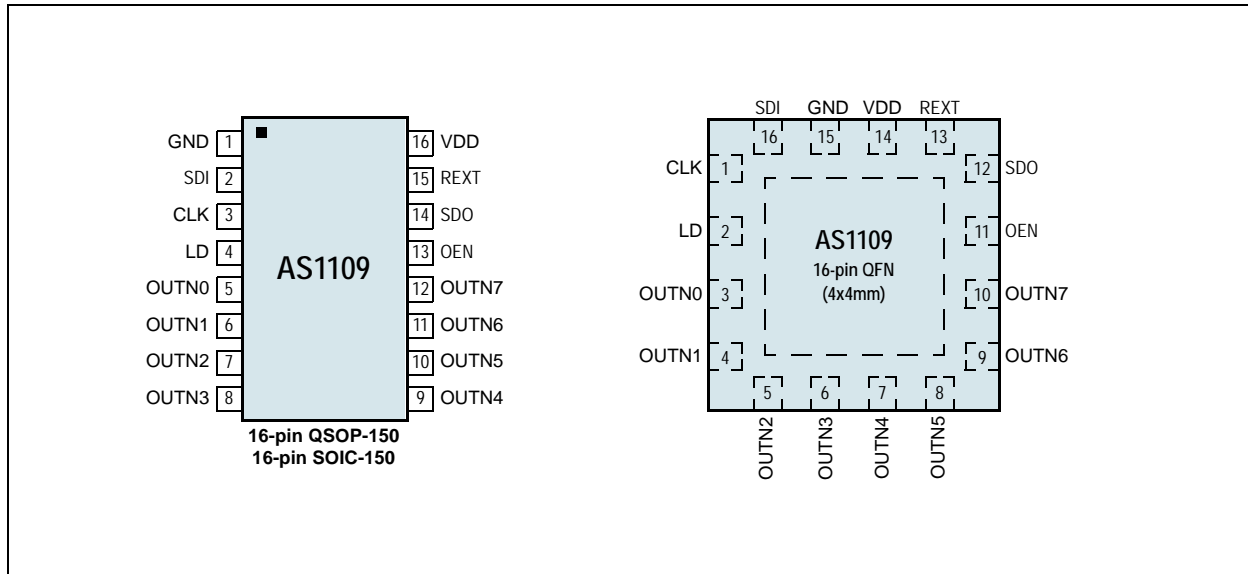 GND 1
SDI 2
CLK 3
LD 4
OUTN0 5
OUTN1 6
OUTN2 7
OUTN3 8
AS1109
16 VDD
15 REXT
14 SDO
13 OEN
12 OUTN7
11 OUTN6
10 OUTN5
9 OUTN4
16-pin QSOP-150
16-pin SOIC-150
SDI GND VDD REXT
16 15 14 13
CLK 1
LD 2
OUTN0 3
OUTN1 4
AS1109
16-pin QFN
(4x4mm)
12 SDO
11 OEN
10 OUTN7
9 OUTN6
5 6 7 8
OUTN2
OUTN3
OUTN4
OUTN5